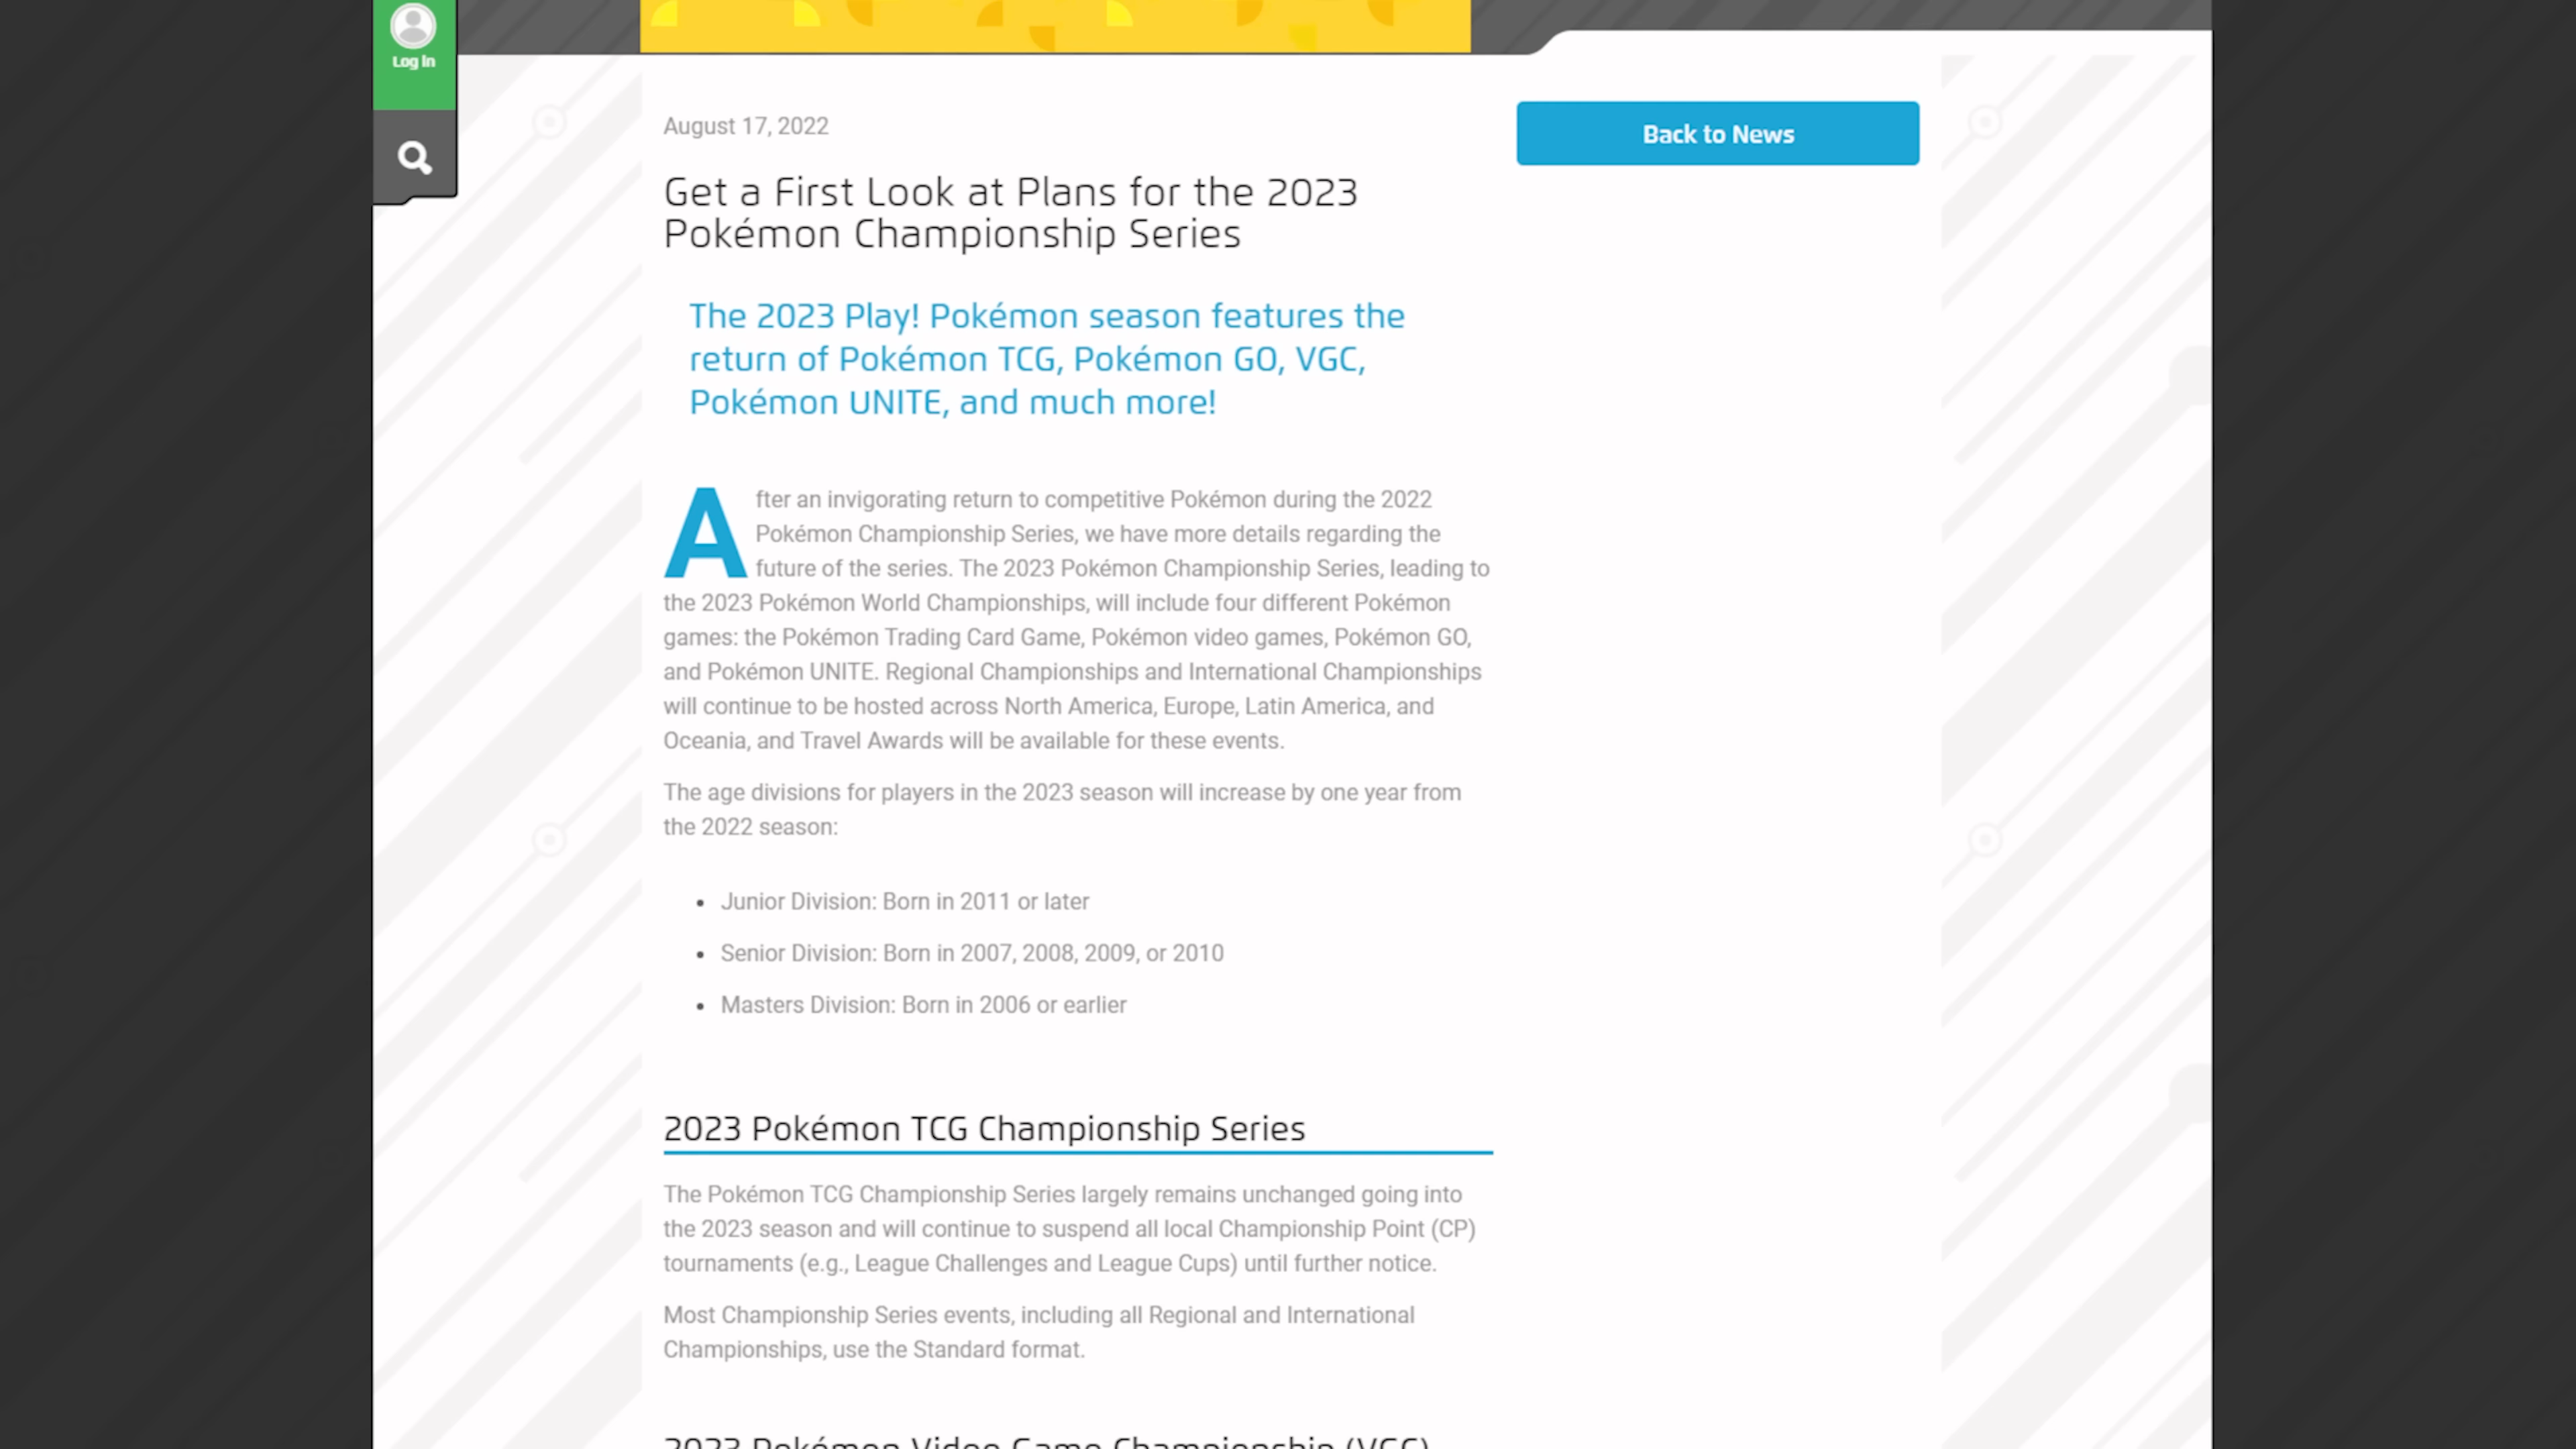 Log In
August 17, 2022
Back to News
Get a First Look at Plans for the 2023
Pokémon Championship Series
The 2023 Play! Pokémon season features the
return of Pokémon TCG, Pokémon GO, VGC,
Pokémon UNITE, and much more!
After an invigorating return to competitive Pokémon during the 2022
Pokémon Championship Series, we have more details regarding the
future of the series. The 2023 Pokémon Championship Series, leading to
the 2023 Pokémon World Championships, will include four different Pokémon
games: the Pokémon Trading Card Game, Pokémon video games, Pokémon GO,
and Pokémon UNITE. Regional Championships and International Championships
will continue to be hosted across North America, Europe, Latin America, and
Oceania, and Travel Awards will be available for these events.
The age divisions for players in the 2023 season will increase by one year from
the 2022 season:
• Junior Division: Born in 2011 or later
• Senior Division: Born in 2007, 2008, 2009, or 2010
• Masters Division: Born in 2006 or earlier
2023 Pokémon TCG Championship Series
The Pokémon TCG Championship Series largely remains unchanged going into
the 2023 season and will continue to suspend all local Championship Point (CP)
tournaments (e.g., League Challenges and League Cups) until further notice.
Most Championship Series events, including all Regional and International
Championships, use the Standard format.
2023 Pokémon Video Game Championship (VGC)